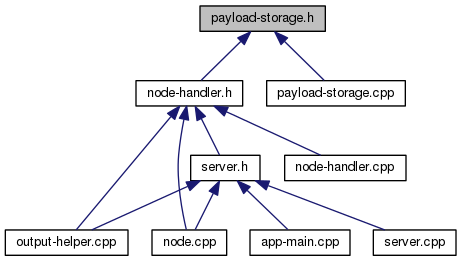 payload-storage.h
node-handler.h
payload-storage.cpp
server.h
node-handler.cpp
output-helper.cpp
node.cpp
app-main.cpp
server.cpp